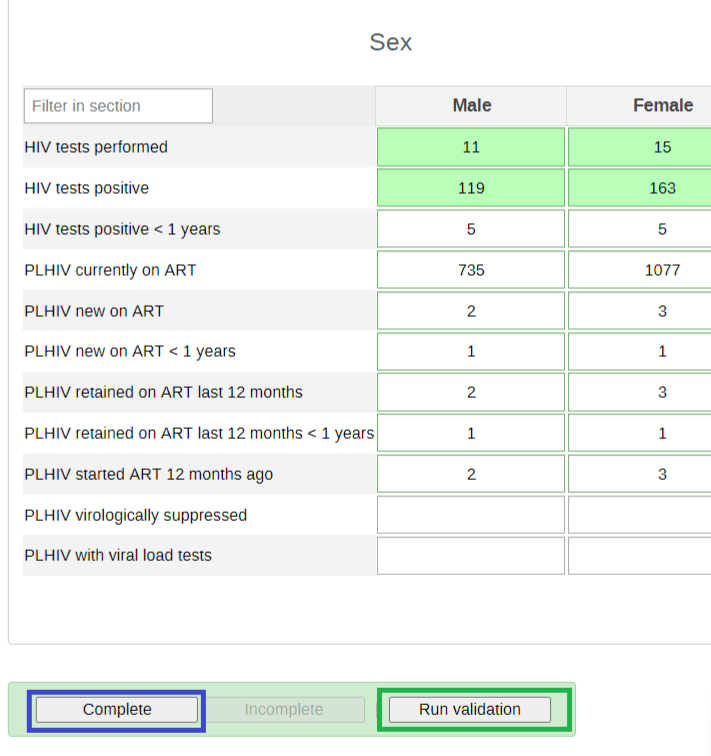 Sex
Filter in section Male Female
HIV tests performed 11 15
HIV tests positive 119 163
HIV tests positive < 1 years 5 5
PLHIV currently on ART 735 1077
PLHIV new on ART 2 3
PLHIV new on ART < 1 years 1 1
PLHIV retained on ART last 12 months 2 3
PLHIV retained on ART last 12 months < 1 years 1 1
PLHIV started ART 12 months ago 2 3
PLHIV virologically suppressed
PLHIV with viral load tests
Complete Incomplete Run validation